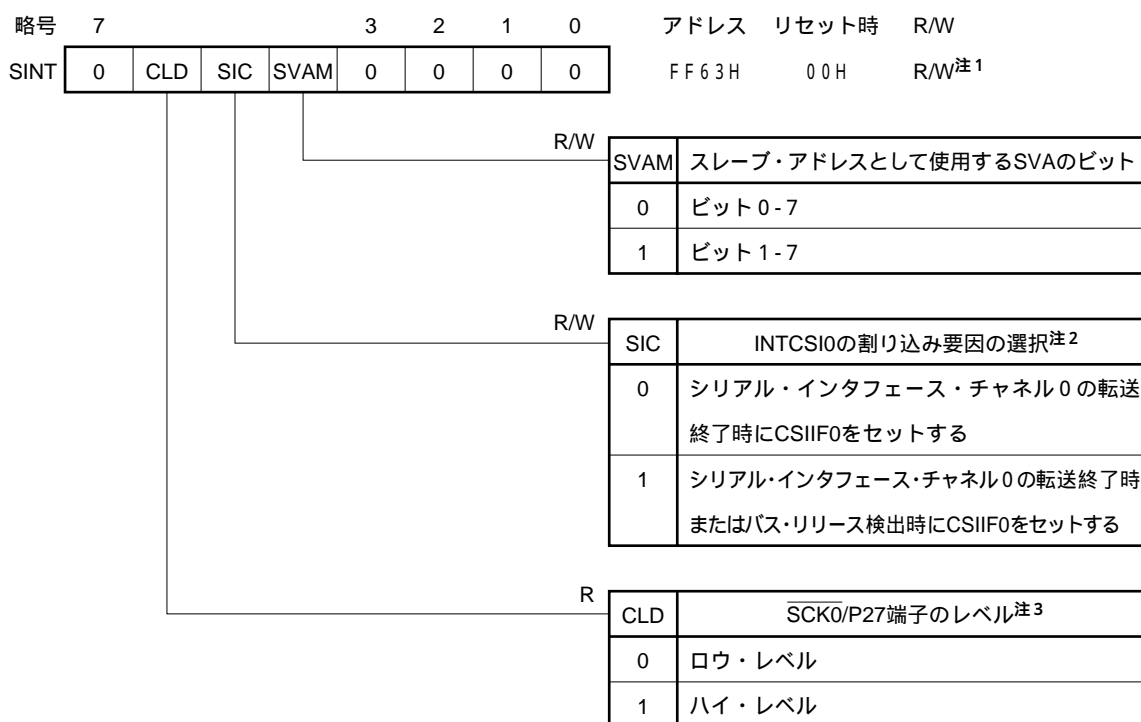 略号 7 3 2 1 0 アドレス リセット時 R/W
SINT 0 CLD SIC SVAM 0 0 0 0 FF63H 00H R/W注1
R/W
SVAM スレーブ・アドレスとして使用するSVAのビット
0 ビット0-7
1 ビット1-7
R/W
SIC INTCSI0の割り込み要因の選択注2
0 シリアル・インタフェース・チャネル0の転送
終了時にCSIIF0をセットする
1 シリアル・インタフェース・チャネル0の転送終了時
またはバス・リリース検出時にCSIIF0をセットする
R
CLD SCK0/P27端子のレベル注3
0 ロウ・レベル
1 ハイ・レベル